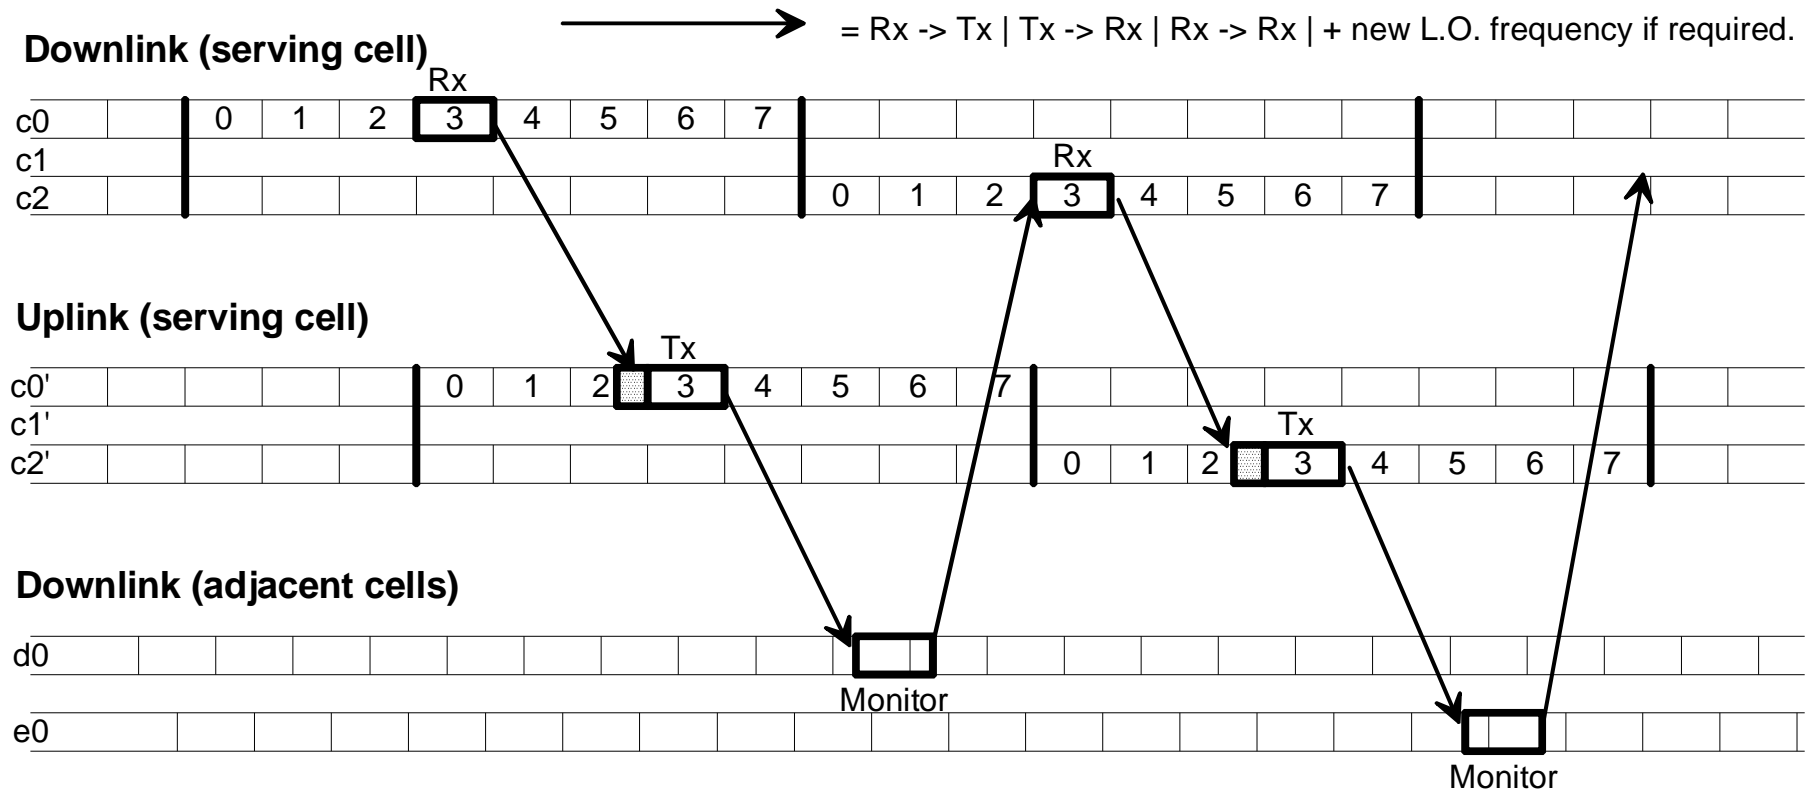 = Rx -> Tx | Tx -> Rx | Rx -> Rx | + new L.O. frequency if required.
Downlink (serving cell)
Rx
c0 0 1 2 3 4 5 6 7
c1 Rx
c2 0 1 2 3 4 5 6 7
Uplink (serving cell)
Tx
c0' 0 1 2 3 4 5 6 7
c1' Tx
c2' 0 1 2 3 4 5 6 7
Downlink (adjacent cells)
d0
Monitor
e0
Monitor